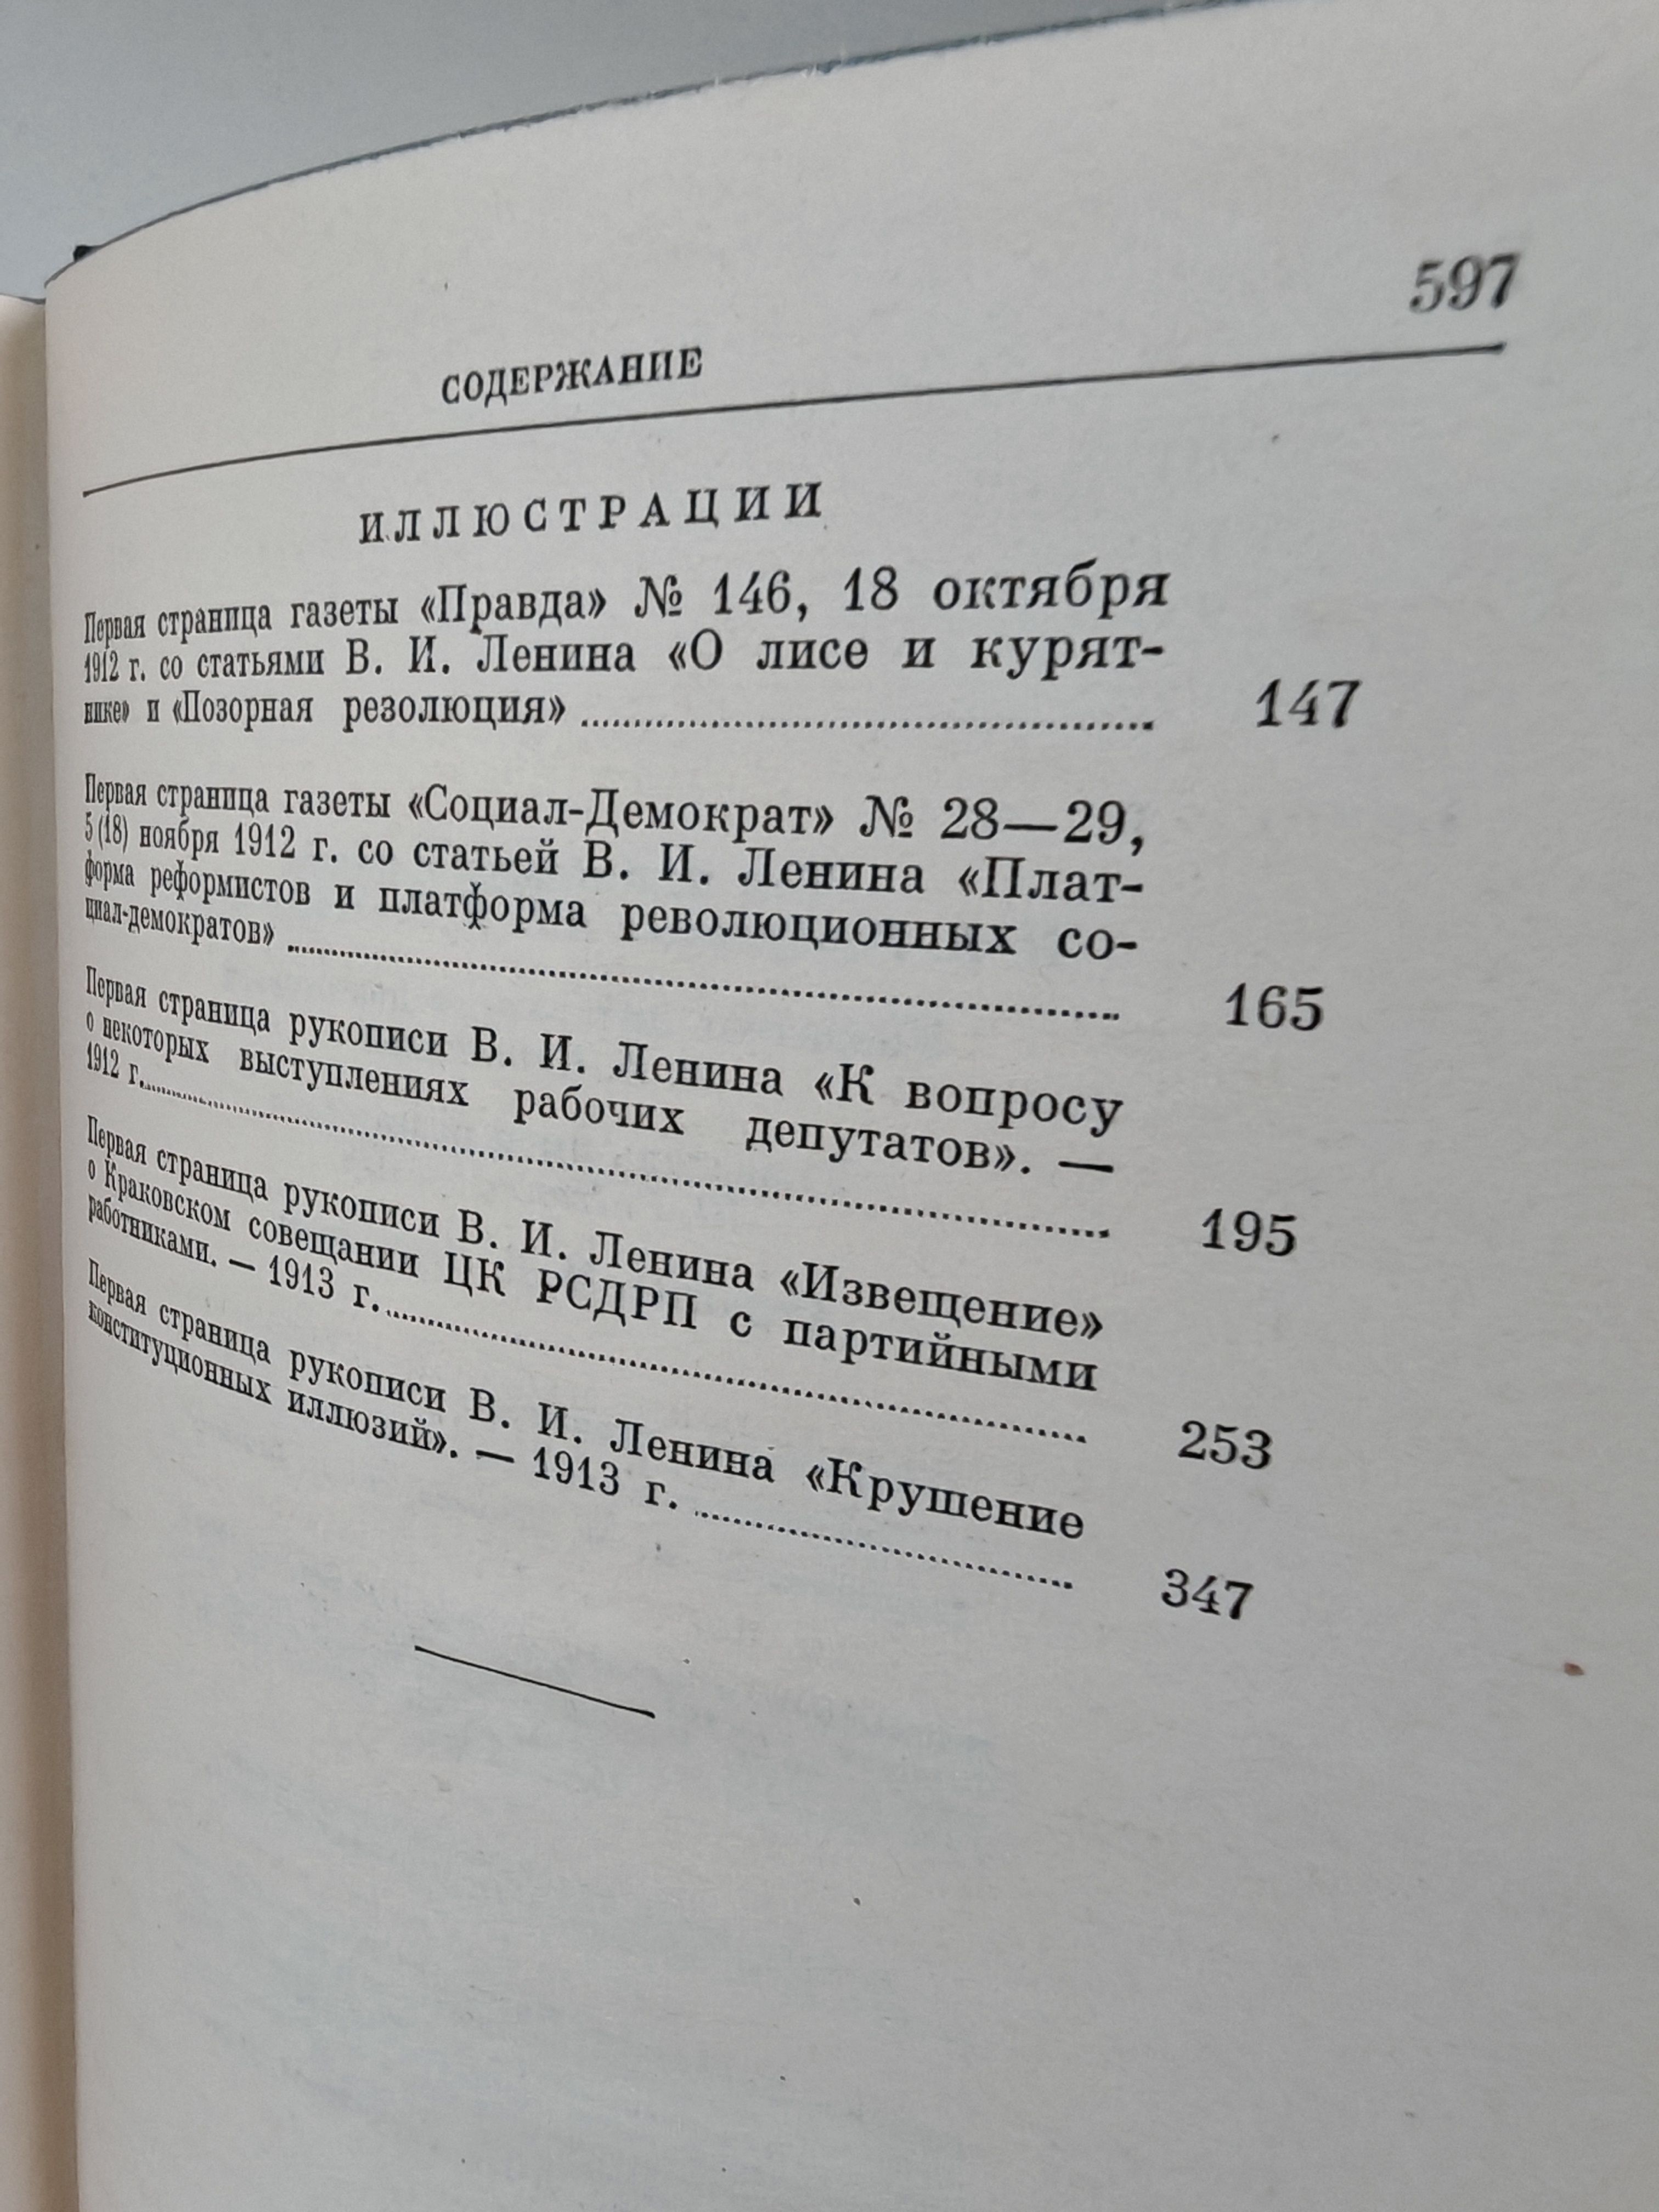 597
СОДЕРЖАНИЕ
ИЛЛЮСТРАЦИИ
Первая страница газеты «Правда» № 146, 18 октября
1912 г. со статьями В. И. Ленина «О лисе и курят-
нике» и «Позорная резолюция» 147
Первая страница газеты «Социал-Демократ» № 28—29,
5 (18) ноября 1912 г. со статьей В. И. Ленина «Плат-
форма реформистов и платформа революционных со-
циал-демократов» 165
Первая страница рукописи В. И. Ленина «К вопросу
о некоторых выступлениях рабочих депутатов». —
1912 г. 195
Первая страница рукописи В. И. Ленина «Извещение»
о Краковском совещании ЦК РСДРП с партийными
работниками. — 1913 г. 253
Первая страница рукописи В. И. Ленина «Крушение
конституционных иллюзий». — 1913 г. 347